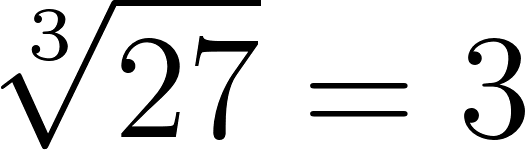 ∛27 = 3